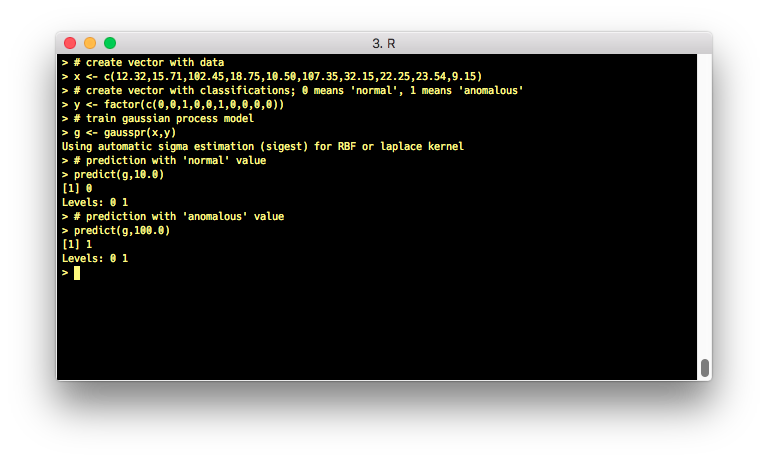 3. R
> # create vector with data
> x <- c(12.32,15.71,102.45,18.75,10.50,107.35,32.15,22.25,23.54,9.15)
> # create vector with classifications; 0 means 'normal', 1 means 'anomalous'
> y <- factor(c(0,0,1,0,0,1,0,0,0,0))
> # train gaussian process model
> g <- gausspr(x,y)
Using automatic sigma estimation (sigest) for RBF or laplace kernel
> # prediction with 'normal' value
> predict(g,10.0)
[1] 0
Levels: 0 1
> # prediction with 'anomalous' value
> predict(g,100.0)
[1] 1
Levels: 0 1
>